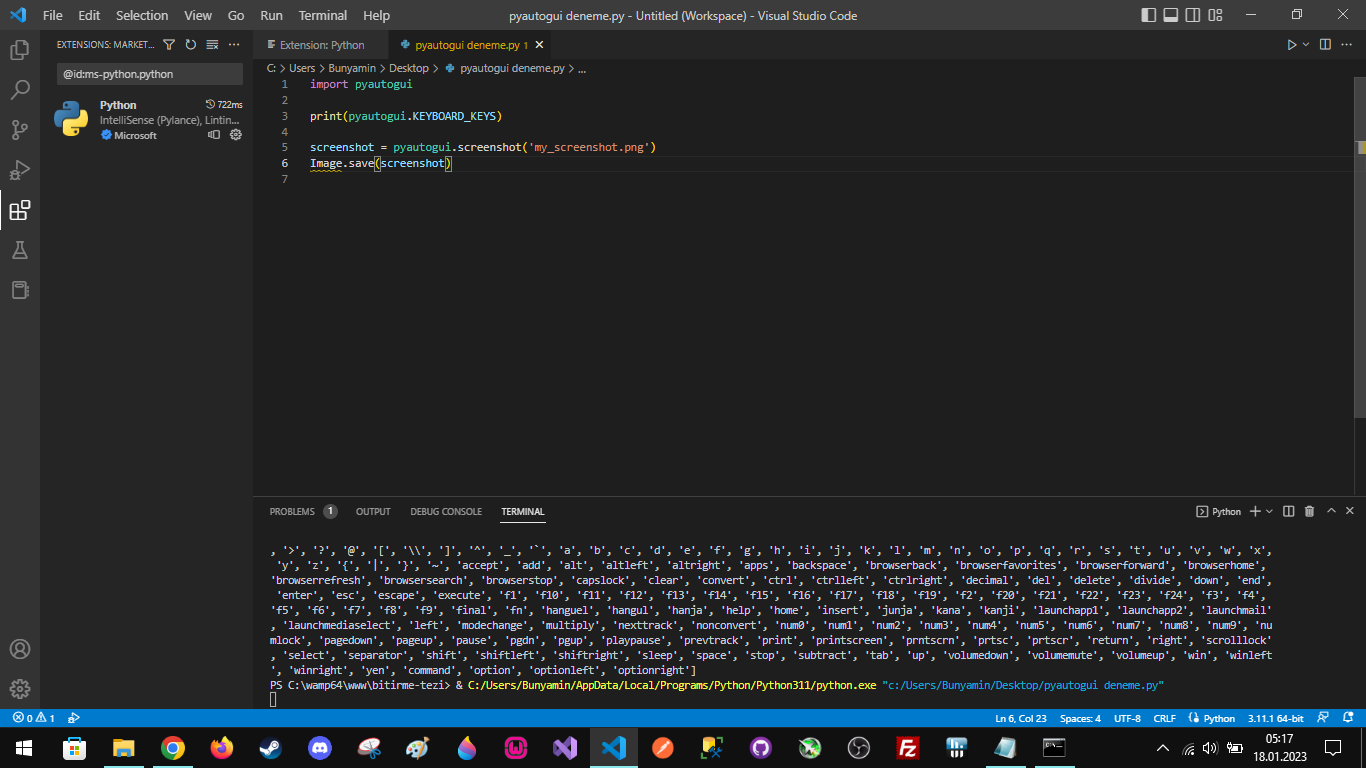 File Edit Selection View Go Run Terminal Help pyautogui deneme.py - Untitled (Workspace) - Visual Studio Code
EXTENSIONS: MARKET...
@id:ms-python.python
Python 722ms
IntelliSense (Pylance), Lintin...
Microsoft
Extension: Python pyautogui deneme.py 1
C: > Users > Bunyamin > Desktop > pyautogui deneme.py > ...
1 import pyautogui
2
3 print(pyautogui.KEYBOARD_KEYS)
4
5 screenshot = pyautogui.screenshot('my_screenshot.png')
6 Image.save(screenshot)
7
PROBLEMS 1 OUTPUT DEBUG CONSOLE TERMINAL Python
, '>', '?', '@', '[', '\\', ']', '^', '_', '`', 'a', 'b', 'c', 'd', 'e', 'f', 'g', 'h', 'i', 'j', 'k', 'l', 'm', 'n', 'o', 'p', 'q', 'r', 's', 't', 'u', 'v', 'w', 'x',
'y', 'z', '{', '|', '}', '~', 'accept', 'add', 'alt', 'altleft', 'altright', 'apps', 'backspace', 'browserback', 'browserfavorites', 'browserforward', 'browserhome',
'browserrefresh', 'browsersearch', 'browserstop', 'capslock', 'clear', 'convert', 'ctrl', 'ctrlleft', 'ctrlright', 'decimal', 'del', 'delete', 'divide', 'down', 'end',
'enter', 'esc', 'escape', 'execute', 'f1', 'f10', 'f11', 'f12', 'f13', 'f14', 'f15', 'f16', 'f17', 'f18', 'f19', 'f2', 'f20', 'f21', 'f22', 'f23', 'f24', 'f3', 'f4',
'f5', 'f6', 'f7', 'f8', 'f9', 'final', 'fn', 'hanguel', 'hangul', 'hanja', 'help', 'home', 'insert', 'junja', 'kana', 'kanji', 'launchapp1', 'launchapp2', 'launchmail'
, 'launchmediaselect', 'left', 'modechange', 'multiply', 'nexttrack', 'nonconvert', 'num0', 'num1', 'num2', 'num3', 'num4', 'num5', 'num6', 'num7', 'num8', 'num9', 'nu
mlock', 'pagedown', 'pageup', 'pause', 'pgdn', 'pgup', 'playpause', 'prevtrack', 'print', 'printscreen', 'prntscrn', 'prtsc', 'prtscr', 'return', 'right', 'scrolllock'
, 'select', 'separator', 'shift', 'shiftleft', 'shiftright', 'sleep', 'space', 'stop', 'subtract', 'tab', 'up', 'volumedown', 'volumemute', 'volumeup', 'win', 'winleft
', 'winright', 'yen', 'command', 'option', 'optionleft', 'optionright']
PS C:\wamp64\www\bitirme-tezi> & C:/Users/Bunyamin/AppData/Local/Programs/Python/Python311/python.exe "c:/Users/Bunyamin/Desktop/pyautogui deneme.py"
0 1 Ln 6, Col 23 Spaces: 4 UTF-8 CRLF Python 3.11.1 64-bit
05:17
18.01.2023